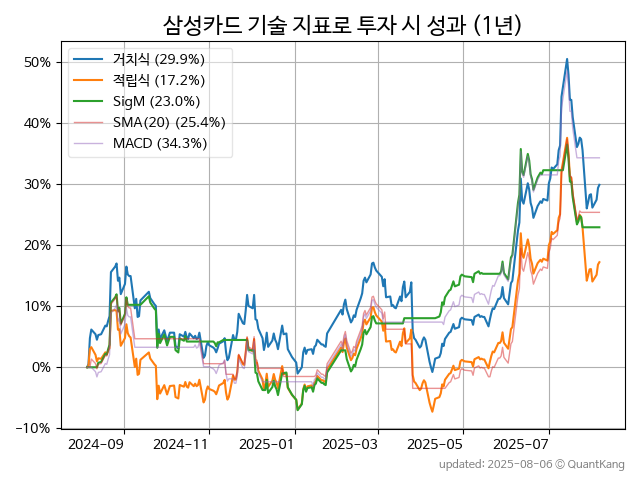 삼성카드 기술 지표로 투자 시 성과 (1년)
거치식 (29.9%)
적립식 (17.2%)
SigM (23.0%)
SMA(20) (25.4%)
MACD (34.3%)
50%
40%
30%
20%
10%
0%
−10%
2024-09 2024-11 2025-01 2025-03 2025-05 2025-07
updated: 2025-08-06 © QuantKang